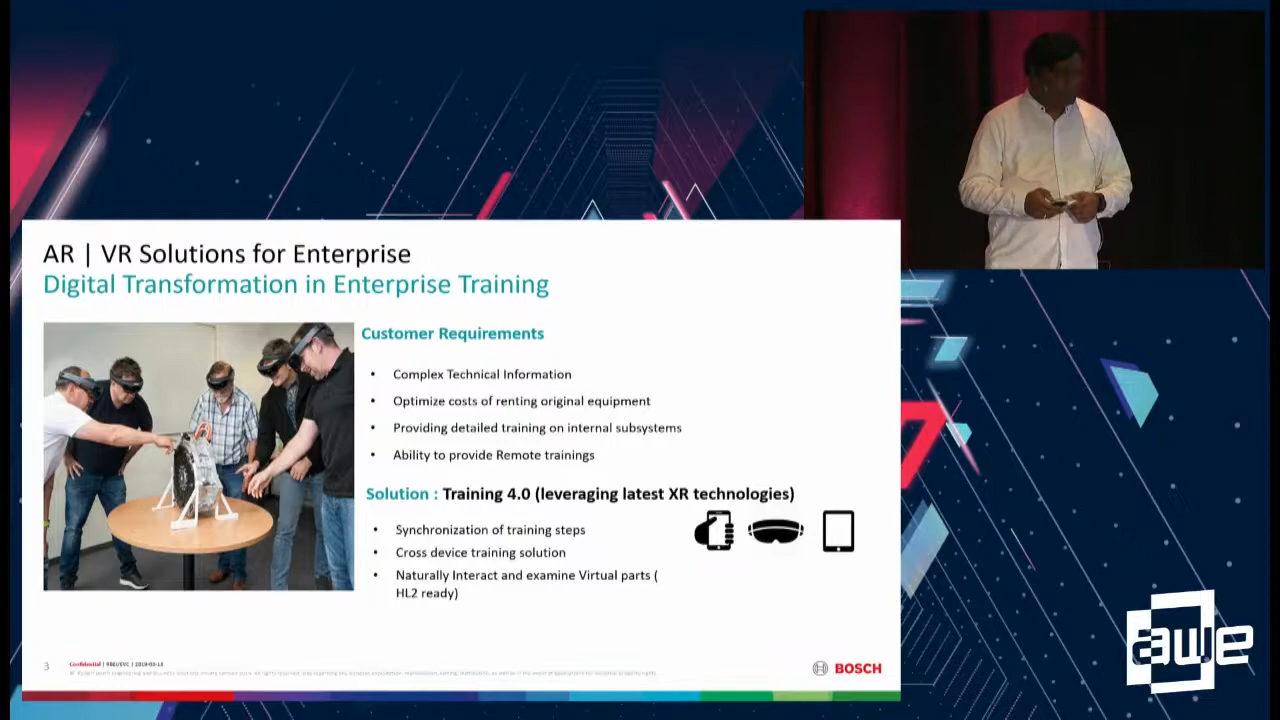 AR | VR Solutions for Enterprise
Digital Transformation in Enterprise Training
Customer Requirements
• Complex Technical Information
• Optimize costs of renting original equipment
• Providing detailed training on internal subsystems
• Ability to provide Remote trainings
Solution : Training 4.0 (leveraging latest XR technologies)
• Synchronization of training steps
• Cross device training solution
• Naturally Interact and examine Virtual parts (
HL2 ready)
3
Confidential
BOSCH
awe